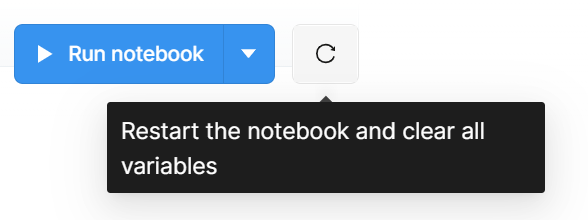 Run notebook
Restart the notebook and clear all
variables